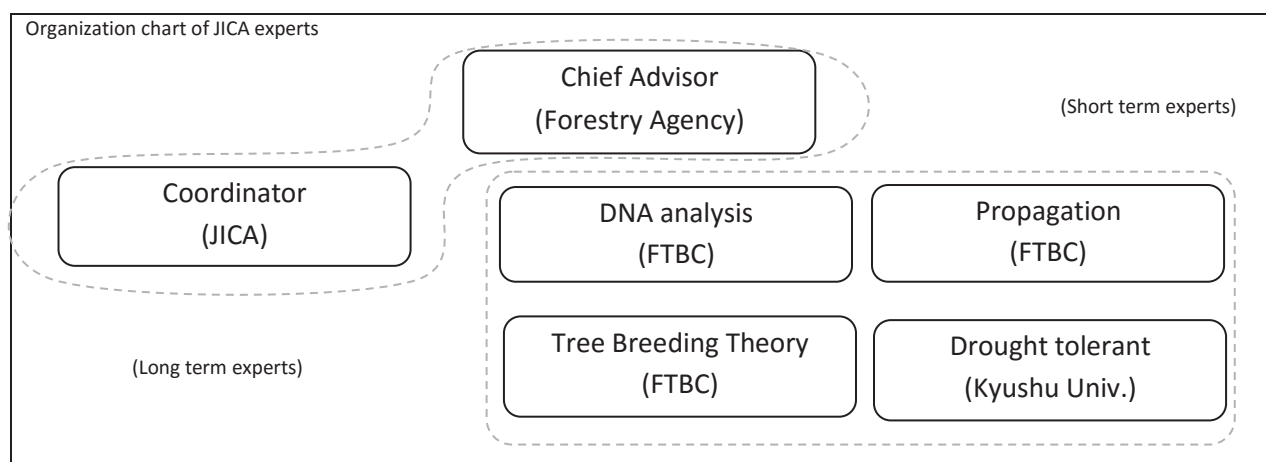 Organization chart of JICA experts
Chief Advisor
(Forestry Agency)
(Short term experts)
Coordinator
(JICA)
DNA analysis
(FTBC)
Propagation
(FTBC)
Tree Breeding Theory
(FTBC)
Drought tolerant
(Kyushu Univ.)
(Long term experts)